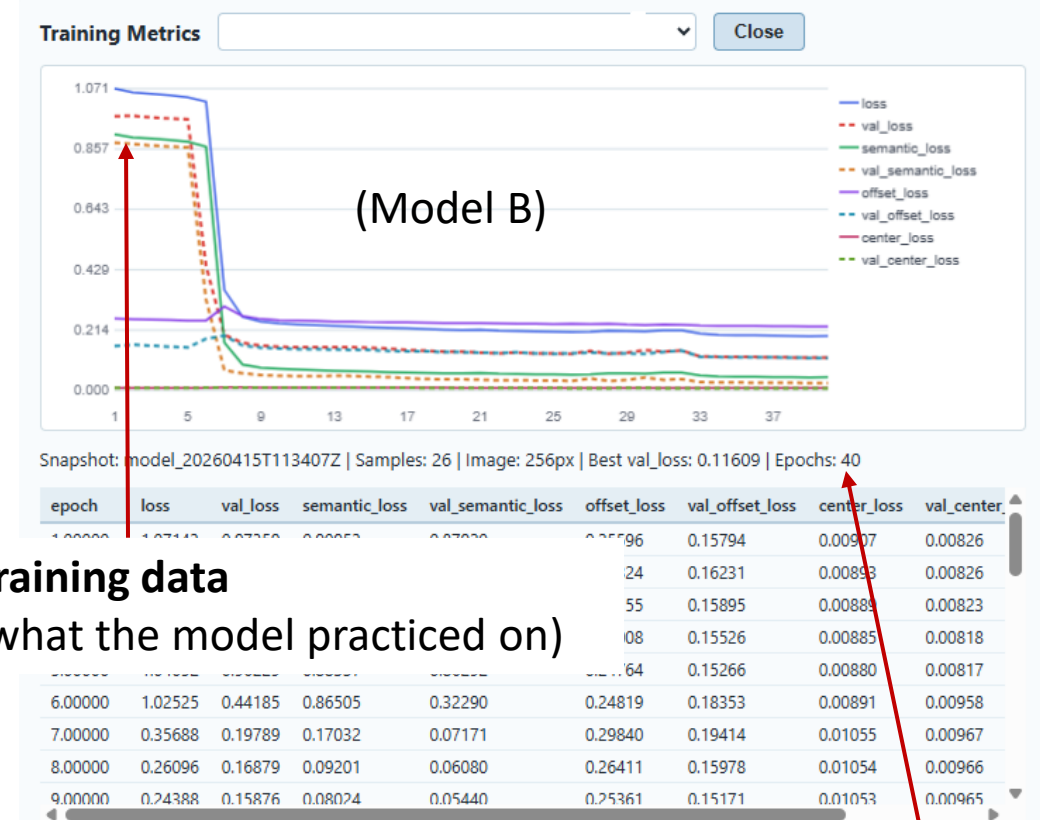 Training Metrics
Close
1.071
0.857
0.643
0.429
0.214
0.000
1 5 9 13 17 21 25 29 33 37
loss
val_loss
semantic_loss
val_semantic_loss
offset_loss
val_offset_loss
center_loss
val_center_loss
(Model B)
Snapshot: model_20260415T113407Z | Samples: 26 | Image: 256px | Best val_loss: 0.11609 | Epochs: 40
epoch loss val_loss semantic_loss val_semantic_loss offset_loss val_offset_loss center_loss val_center_
96 0.15794 0.00907 0.00826
24 0.16231 0.00893 0.00826
55 0.15895 0.00889 0.00823
08 0.15526 0.00885 0.00818
64 0.15266 0.00880 0.00817
raining data
what the model practiced on)
6.00000 1.02525 0.44185 0.86505 0.32290 0.24819 0.18353 0.00891 0.00958
7.00000 0.35688 0.19789 0.17032 0.07171 0.29840 0.19414 0.01055 0.00967
8.00000 0.26096 0.16879 0.09201 0.06080 0.26411 0.15978 0.01054 0.00966
9.00000 0.24388 0.15876 0.08024 0.05440 0.25361 0.15171 0.01053 0.00965